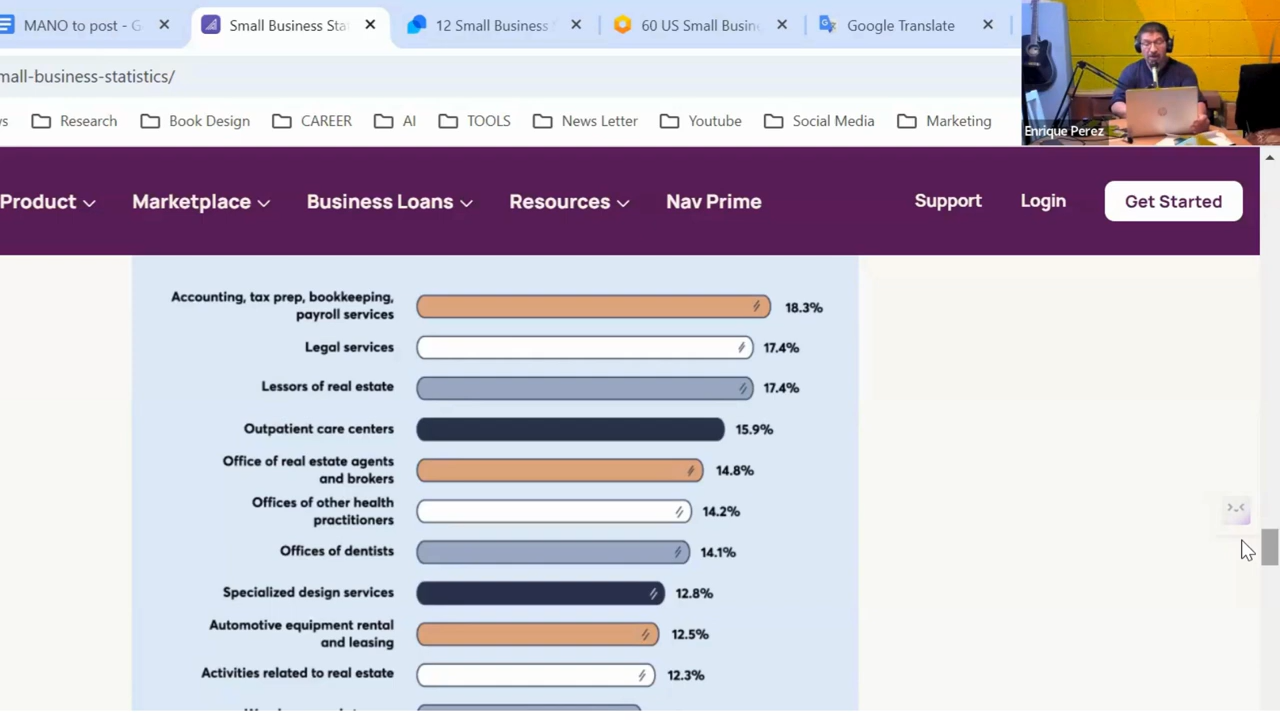 MANO to post - G
Small Business Sta
12 Small Business
60 US Small Busin
Google Translate
mall-business-statistics/
Research
Book Design
CAREER
AI
TOOLS
News Letter
Youtube
Social Media
Marketing
Enrique Perez
Product
Marketplace
Business Loans
Resources
Nav Prime
Support
Login
Get Started
Accounting, tax prep, bookkeeping,
payroll services
18.3%
Legal services
17.4%
Lessors of real estate
17.4%
Outpatient care centers
15.9%
Office of real estate agents
and brokers
14.8%
Offices of other health
practitioners
14.2%
Offices of dentists
14.1%
Specialized design services
12.8%
Automotive equipment rental
and leasing
12.5%
Activities related to real estate
12.3%